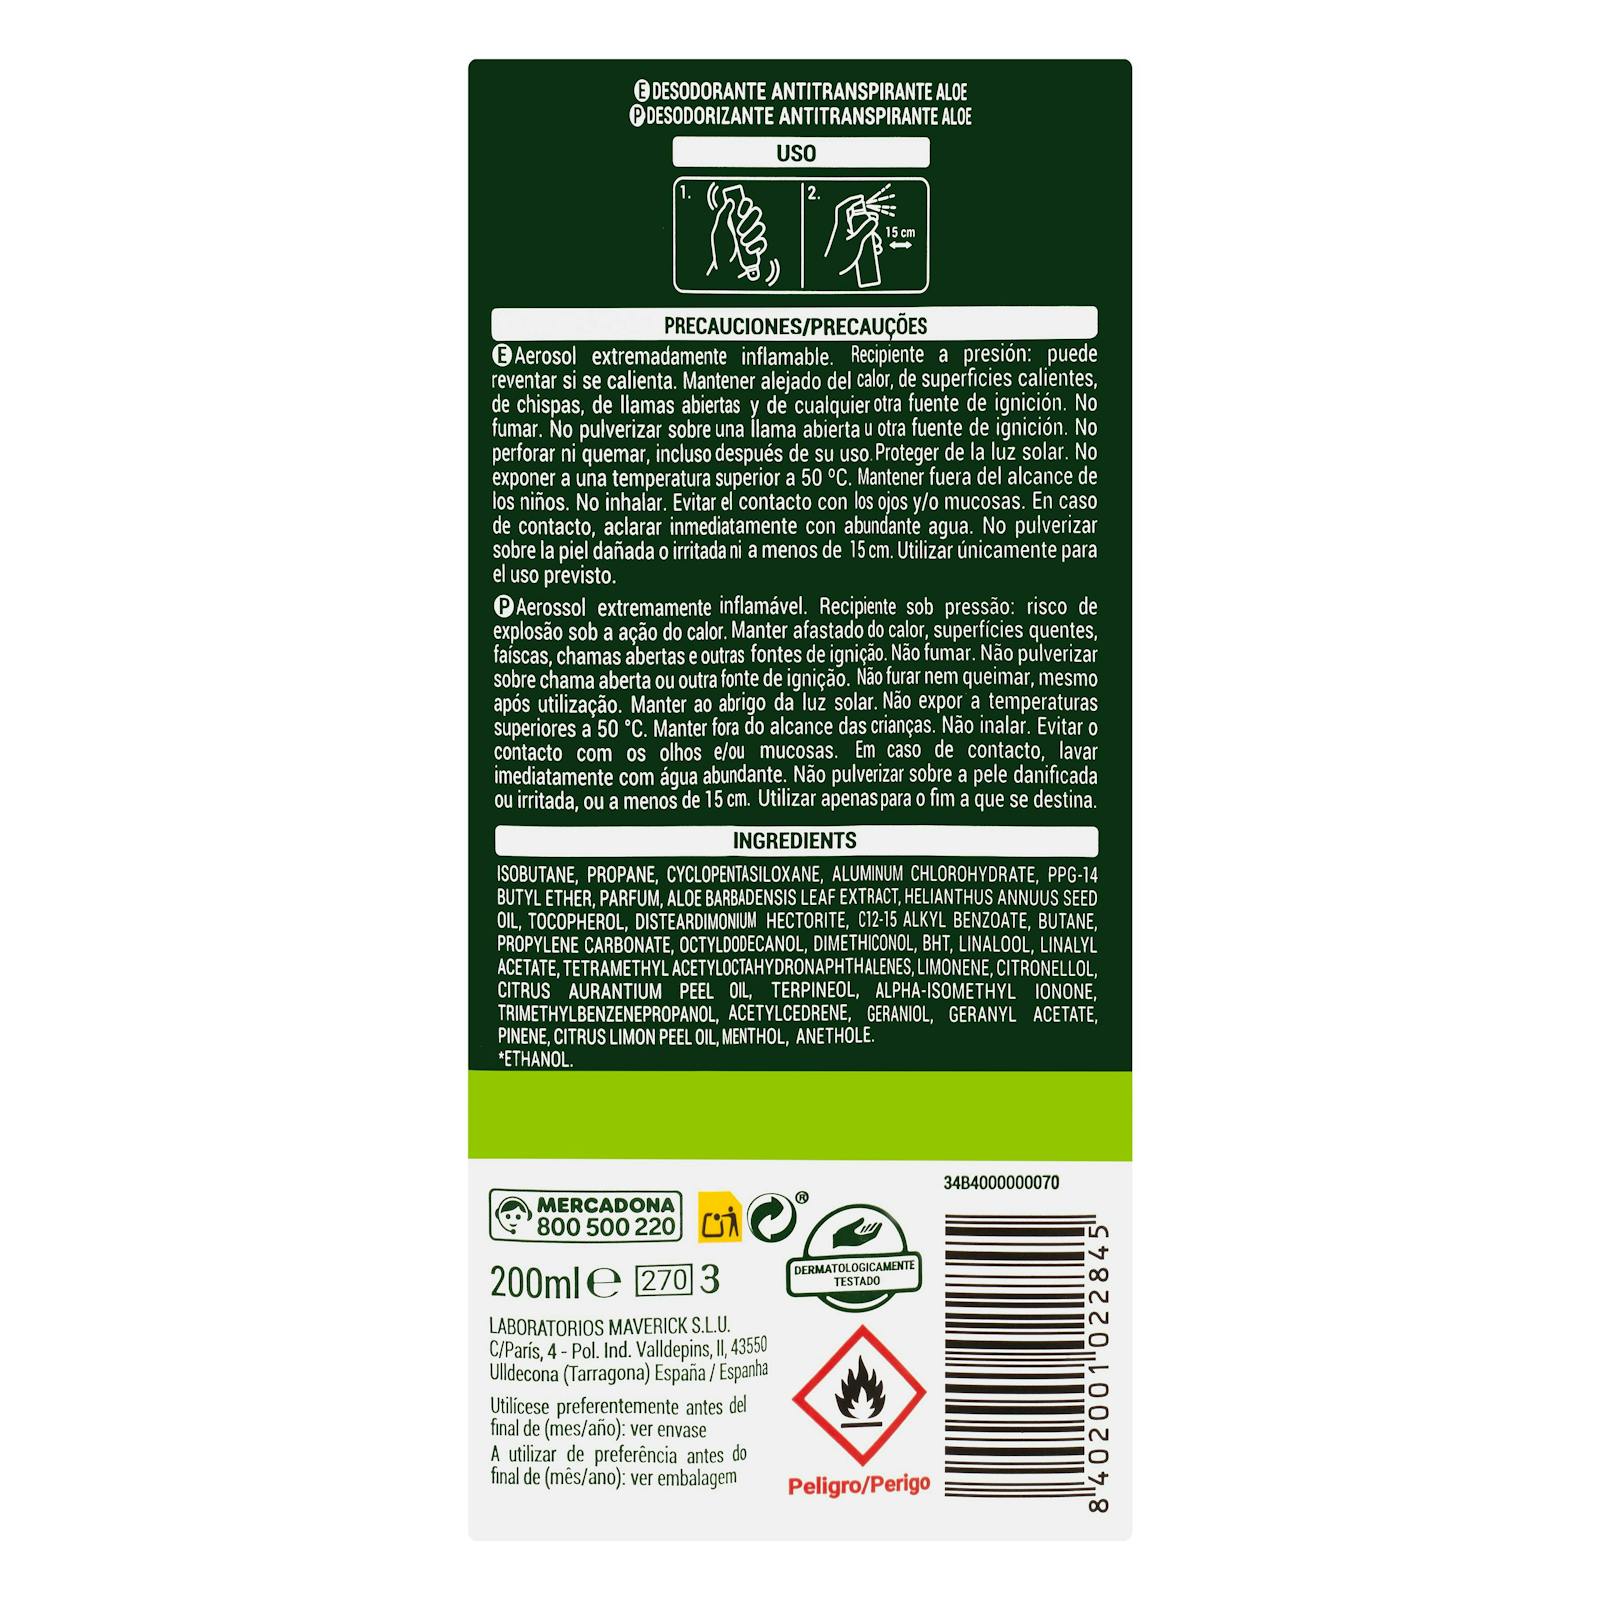 E DESODORANTE ANTITRANSPIRANTE ALOE
P DESODORIZANTE ANTITRANSPIRANTE ALOE
USO
1.
2.
15 cm
PRECAUCIONES/PRECAUÇÕES
E Aerosol extremadamente inflamable. Recipiente a presión: puede
reventar si se calienta. Mantener alejado del calor, de superficies calientes,
de chispas, de llamas abiertas y de cualquier otra fuente de ignición. No
fumar. No pulverizar sobre una llama abierta u otra fuente de ignición. No
perforar ni quemar, incluso después de su uso. Proteger de la luz solar. No
exponer a una temperatura superior a 50 ºC. Mantener fuera del alcance de
los niños. No inhalar. Evitar el contacto con los ojos y/o mucosas. En caso
de contacto, aclarar inmediatamente con abundante agua. No pulverizar
sobre la piel dañada o irritada ni a menos de 15 cm. Utilizar únicamente para
el uso previsto.
P Aerossol extremamente inflamável. Recipiente sob pressão: risco de
explosão sob a ação do calor. Manter afastado do calor, superfícies quentes,
faíscas, chamas abertas e outras fontes de ignição. Não fumar. Não pulverizar
sobre chama aberta ou outra fonte de ignição. Não furar nem queimar, mesmo
após utilização. Manter ao abrigo da luz solar. Não expor a temperaturas
superiores a 50 °C. Manter fora do alcance das crianças. Não inalar. Evitar o
contacto com os olhos e/ou mucosas. Em caso de contacto, lavar
imediatamente com água abundante. Não pulverizar sobre a pele danificada
ou irritada, ou a menos de 15 cm. Utilizar apenas para o fim a que se destina.
INGREDIENTS
ISOBUTANE, PROPANE, CYCLOPENTASILOXANE, ALUMINUM CHLOROHYDRATE, PPG-14
BUTYL ETHER, PARFUM, ALOE BARBADENSIS LEAF EXTRACT, HELIANTHUS ANNUUS SEED
OIL, TOCOPHEROL, DISTEARDIMONIUM HECTORITE, C12-15 ALKYL BENZOATE, BUTANE,
PROPYLENE CARBONATE, OCTYLDODECANOL, DIMETHICONOL, BHT, LINALOOL, LINALYL
ACETATE, TETRAMETHYL ACETYLOCTAHYDRONAPHTHALENES, LIMONENE, CITRONELLOL,
CITRUS AURANTIUM PEEL OIL, TERPINEOL, ALPHA-ISOMETHYL IONONE,
TRIMETHYLBENZENEPROPANOL, ACETYLCEDRENE, GERANIOL, GERANYL ACETATE,
PINENE, CITRUS LIMON PEEL OIL, MENTHOL, ANETHOLE.
*ETHANOL.
34B4000000070
MERCADONA
800 500 220
®
DERMATOLOGICAMENTE
TESTADO
200ml ℮ 270 3
LABORATORIOS MAVERICK S.L.U.
C/París, 4 - Pol. Ind. Valldepins, II, 43550
Ulldecona (Tarragona) España / Espanha
Utilícese preferentemente antes del
final de (mes/año): ver envase
A utilizar de preferência antes do
final de (mês/ano): ver embalagem
Peligro/Perigo
8 402001 022845